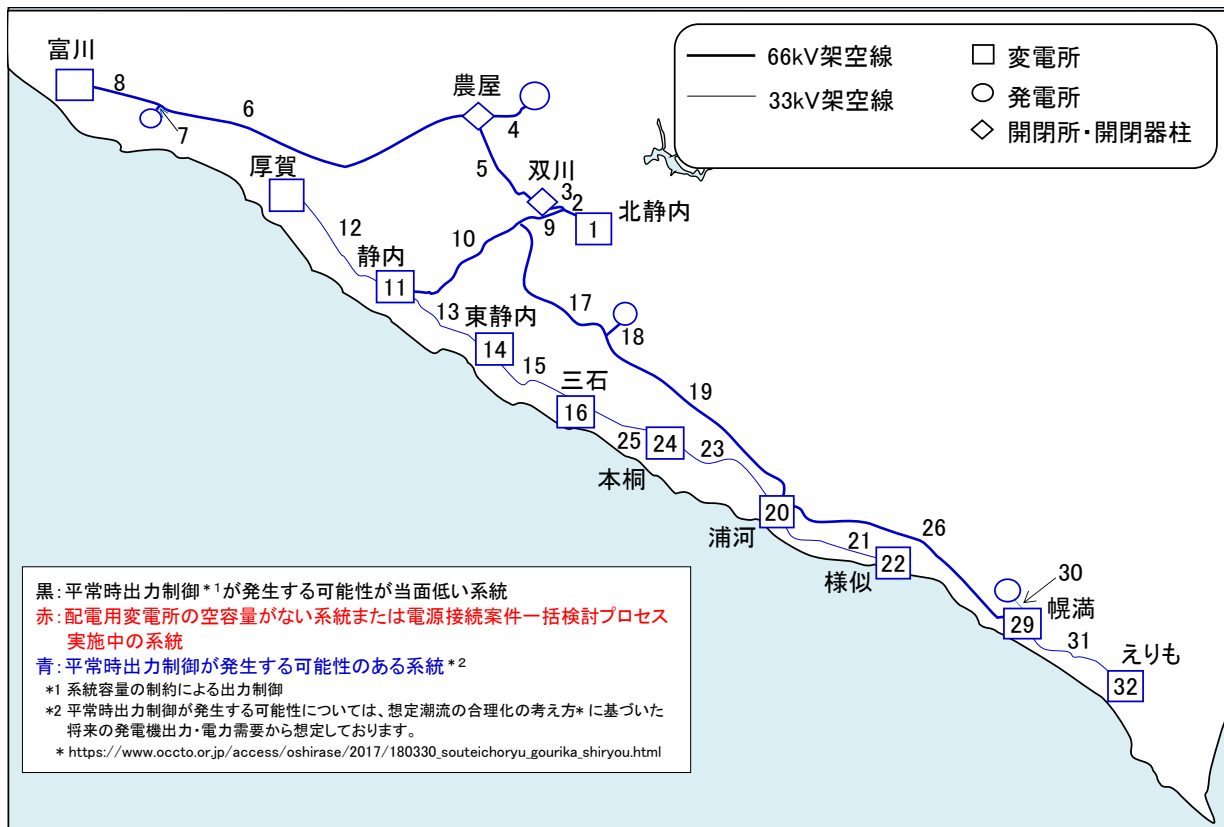 富川
8
6
7
農屋
4
5
双川
3
2
北静内
1
9
10
厚賀
12
静内
11
13
東静内
14
15
三石
16
17
18
19
25
24
23
本桐
20
浦河
21
22
様似
26
30
幌満
29
31
えりも
32
66kV架空線
33kV架空線
変電所
発電所
開閉所・開閉器柱
黒:平常時出力制御*1が発生する可能性が当面低い系統
赤:配電用変電所の空容量がない系統または電源接続案件一括検討プロセス
実施中の系統
青:平常時出力制御が発生する可能性のある系統*2
*1 系統容量の制約による出力制御
*2 平常時出力制御が発生する可能性については、想定潮流の合理化の考え方* に基づいた
将来の発電機出力・電力需要から想定しております。
* https://www.occto.or.jp/access/oshirase/2017/180330_souteichoryu_gourika_shiryou.html